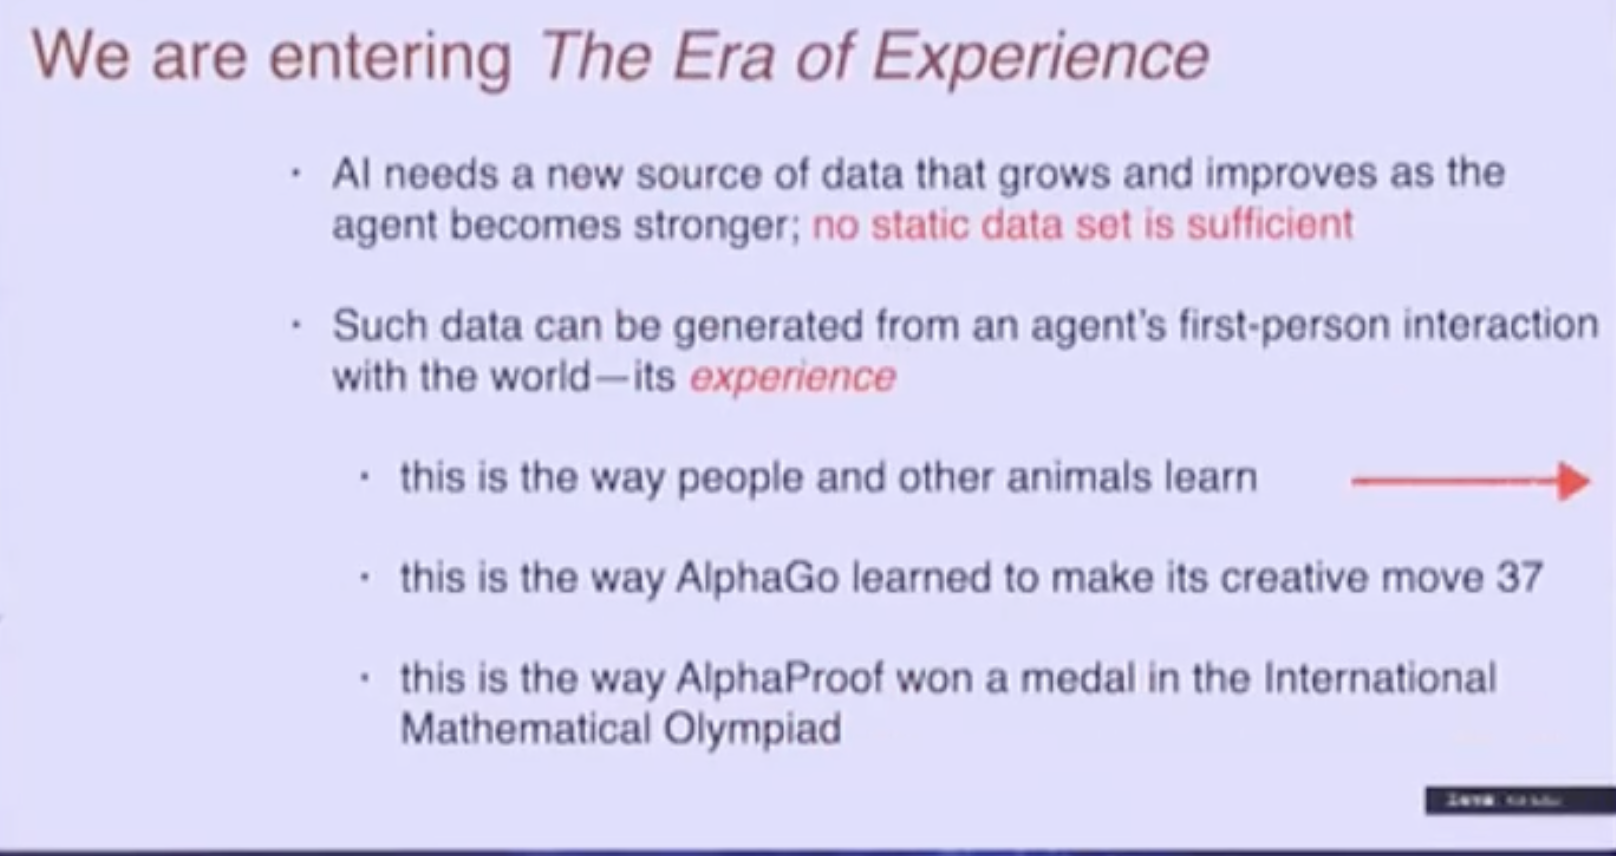 We are entering The Era of Experience
· AI needs a new source of data that grows and improves as the
agent becomes stronger; no static data set is sufficient
· Such data can be generated from an agent's first-person interaction
with the world—its experience
· this is the way people and other animals learn
· this is the way AlphaGo learned to make its creative move 37
· this is the way AlphaProof won a medal in the International
Mathematical Olympiad